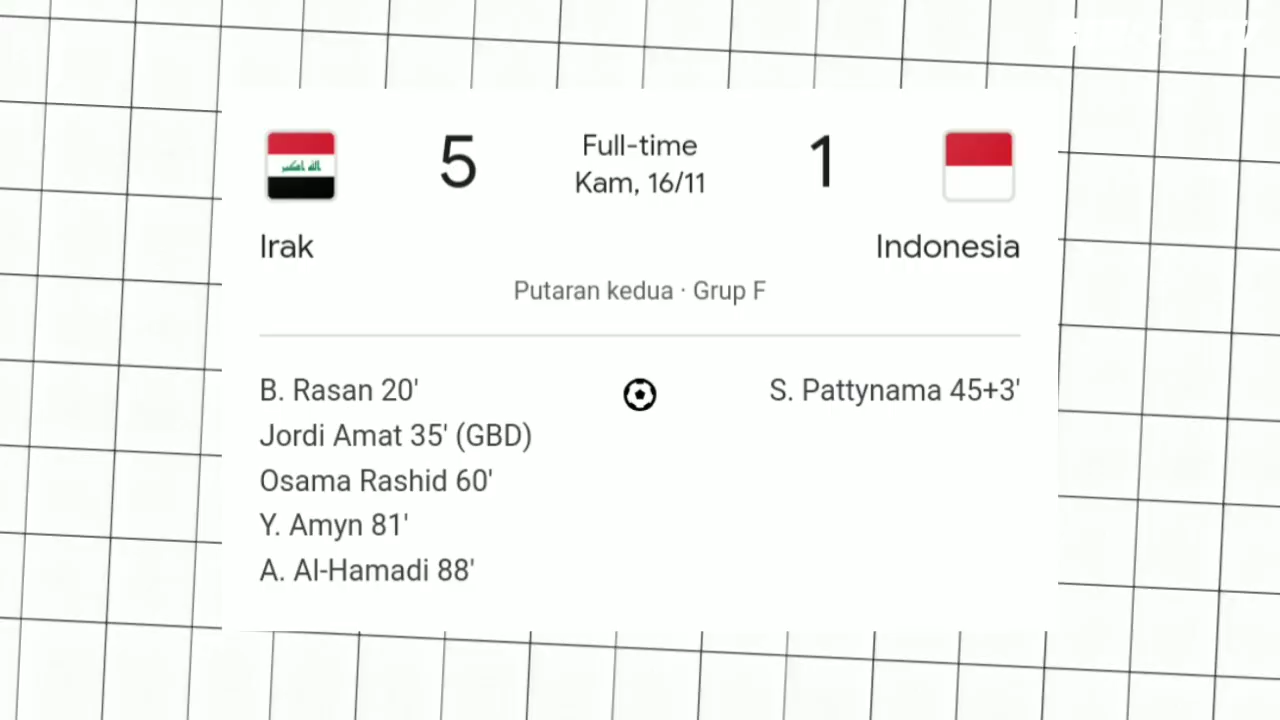 5 Full-time 1
Kam, 16/11
Irak Indonesia
Putaran kedua · Grup F
B. Rasan 20' S. Pattynama 45+3'
Jordi Amat 35' (GBD)
Osama Rashid 60'
Y. Amyn 81'
A. Al-Hamadi 88'